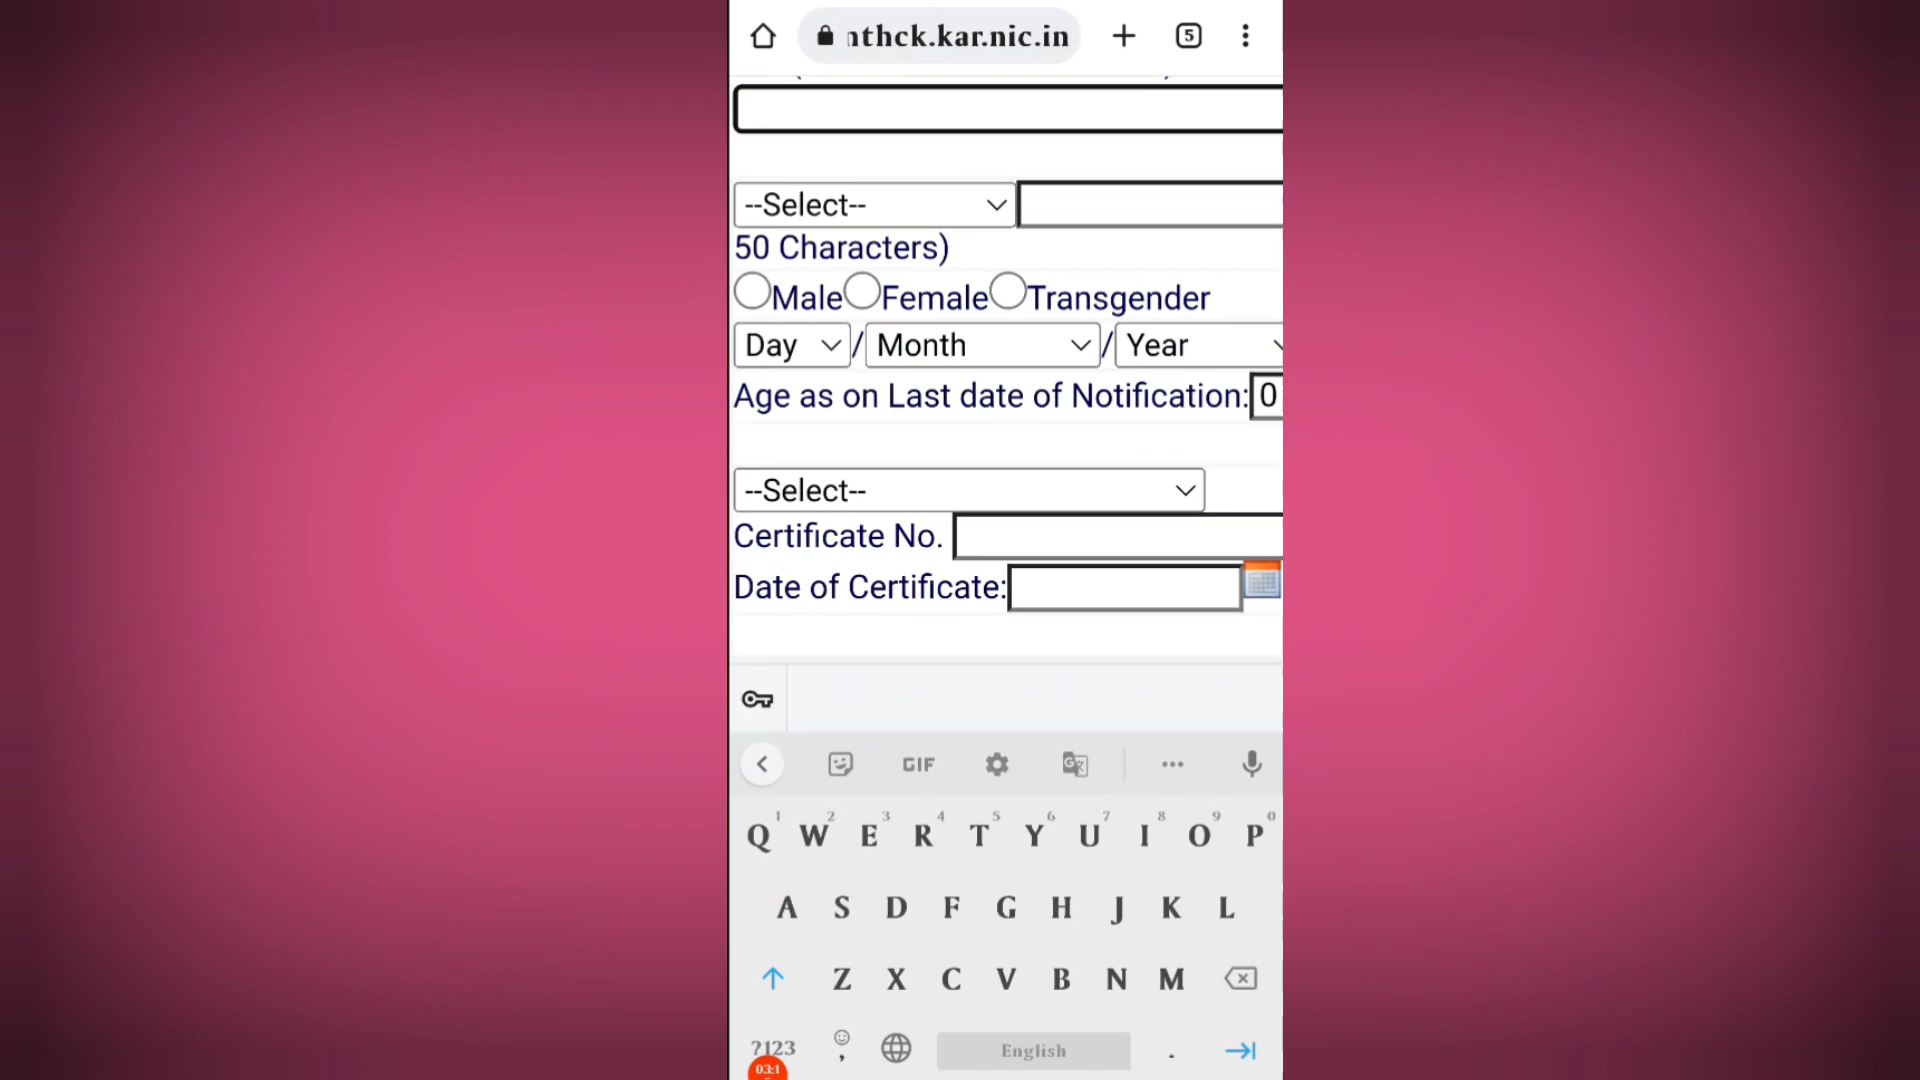 nthck.kar.nic.in
5
--Select--
50 Characters)
Male Female Transgender
Day / Month / Year
Age as on Last date of Notification: 0
--Select--
Certificate No.
Date of Certificate:
GIF
1 2 3 4 5 6 7 8 9 0
Q W E R T Y U I O P
A S D F G H J K L
Z X C V B N M
?123 , English .